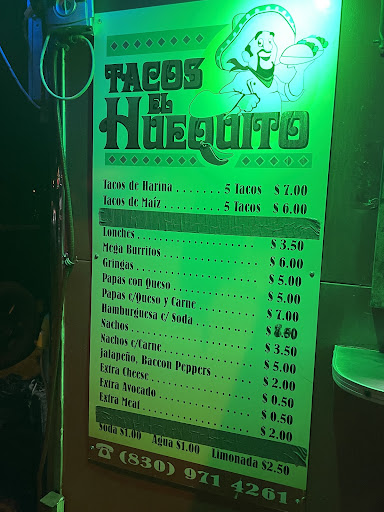 TACOS
EL
HUEQUITO
Tacos de Harina . . . . . . . 5 Tacos $ 7.00
Tacos de Maíz . . . . . . . . 5 Tacos $ 6.00
Lonches . . . . . . . . . . . . . . . . . . $ 3.50
Mega Burritos . . . . . . . . . . . . . . $ 6.00
Gringas . . . . . . . . . . . . . . . . . . $ 5.00
Papas con Queso . . . . . . . . . . . . $ 5.00
Papas c/Queso y Carne . . . . . . . . $ 7.00
Hamburguesa c/ Soda . . . . . . . . . $
Nachos . . . . . . . . . . . . . . . . . . $ 3.50
Nachos c/Carne . . . . . . . . . . . . . $ 5.00
Jalapeño, Baccon Peppers . . . . . . $ 2.00
Extra Cheese . . . . . . . . . . . . . . . $ 0.50
Extra Avocado . . . . . . . . . . . . . . $ 0.50
Extra Meat . . . . . . . . . . . . . . . . $ 2.00
Soda $1.00 Agua $1.00 Limonada $2.50
☎ (830) 971 4261